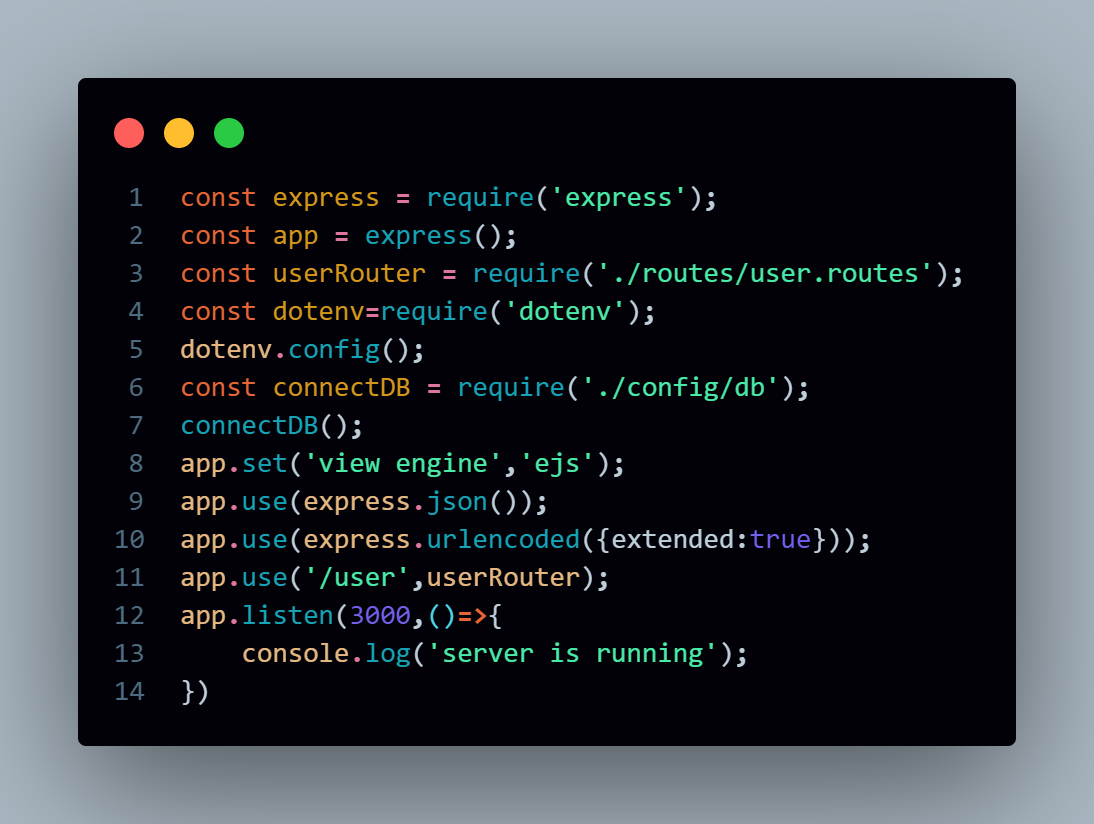 1 const express = require('express');
2 const app = express();
3 const userRouter = require('./routes/user.routes');
4 const dotenv=require('dotenv');
5 dotenv.config();
6 const connectDB = require('./config/db');
7 connectDB();
8 app.set('view engine','ejs');
9 app.use(express.json());
10 app.use(express.urlencoded({extended:true}));
11 app.use('/user',userRouter);
12 app.listen(3000,()=>{
13     console.log('server is running');
14 })